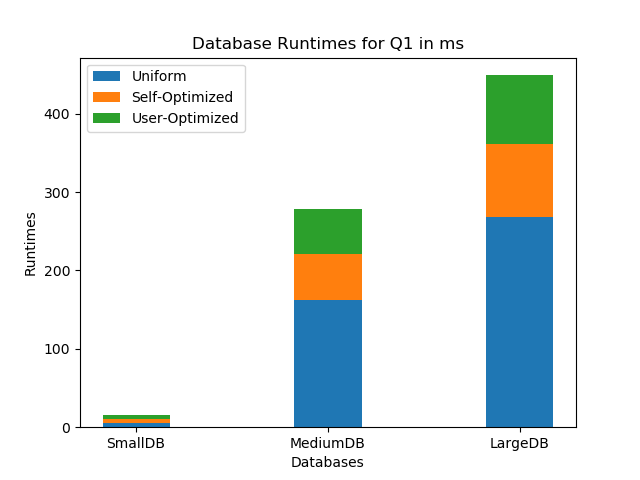 Database Runtimes for Q1 in ms
Uniform
Self-Optimized
User-Optimized
Runtimes
400
300
200
100
0
SmallDB
MediumDB
LargeDB
Databases